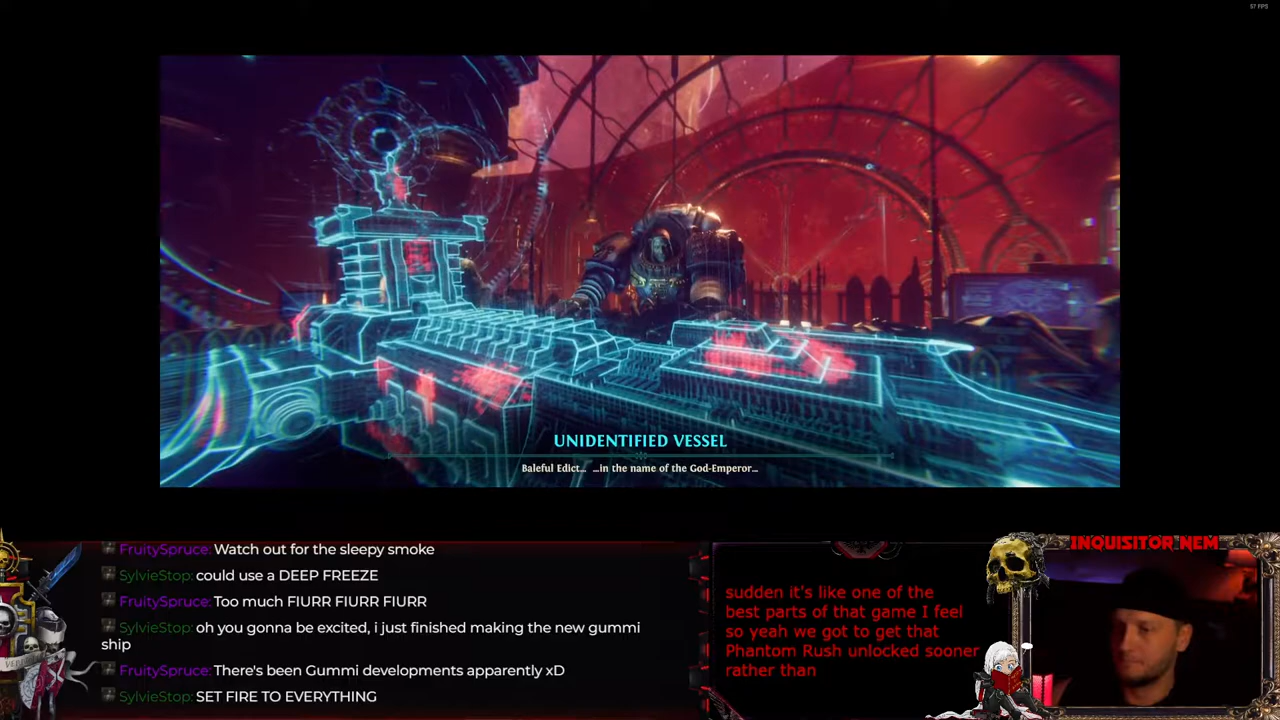 57 FPS
UNIDENTIFIED VESSEL
Baleful Edict... ...in the name of the God-Emperor...
FruitySpruce: Watch out for the sleepy smoke
SylvieStop: could use a DEEP FREEZE
FruitySpruce: Too much FIURR FIURR FIURR
SylvieStop: oh you gonna be excited, i just finished making the new gummi
ship
FruitySpruce: There's been Gummi developments apparently xD
SylvieStop: SET FIRE TO EVERYTHING
INQUISITOR NEM
sudden it's like one of the
best parts of that game I feel
so yeah we got to get that
Phantom Rush unlocked sooner
rather than